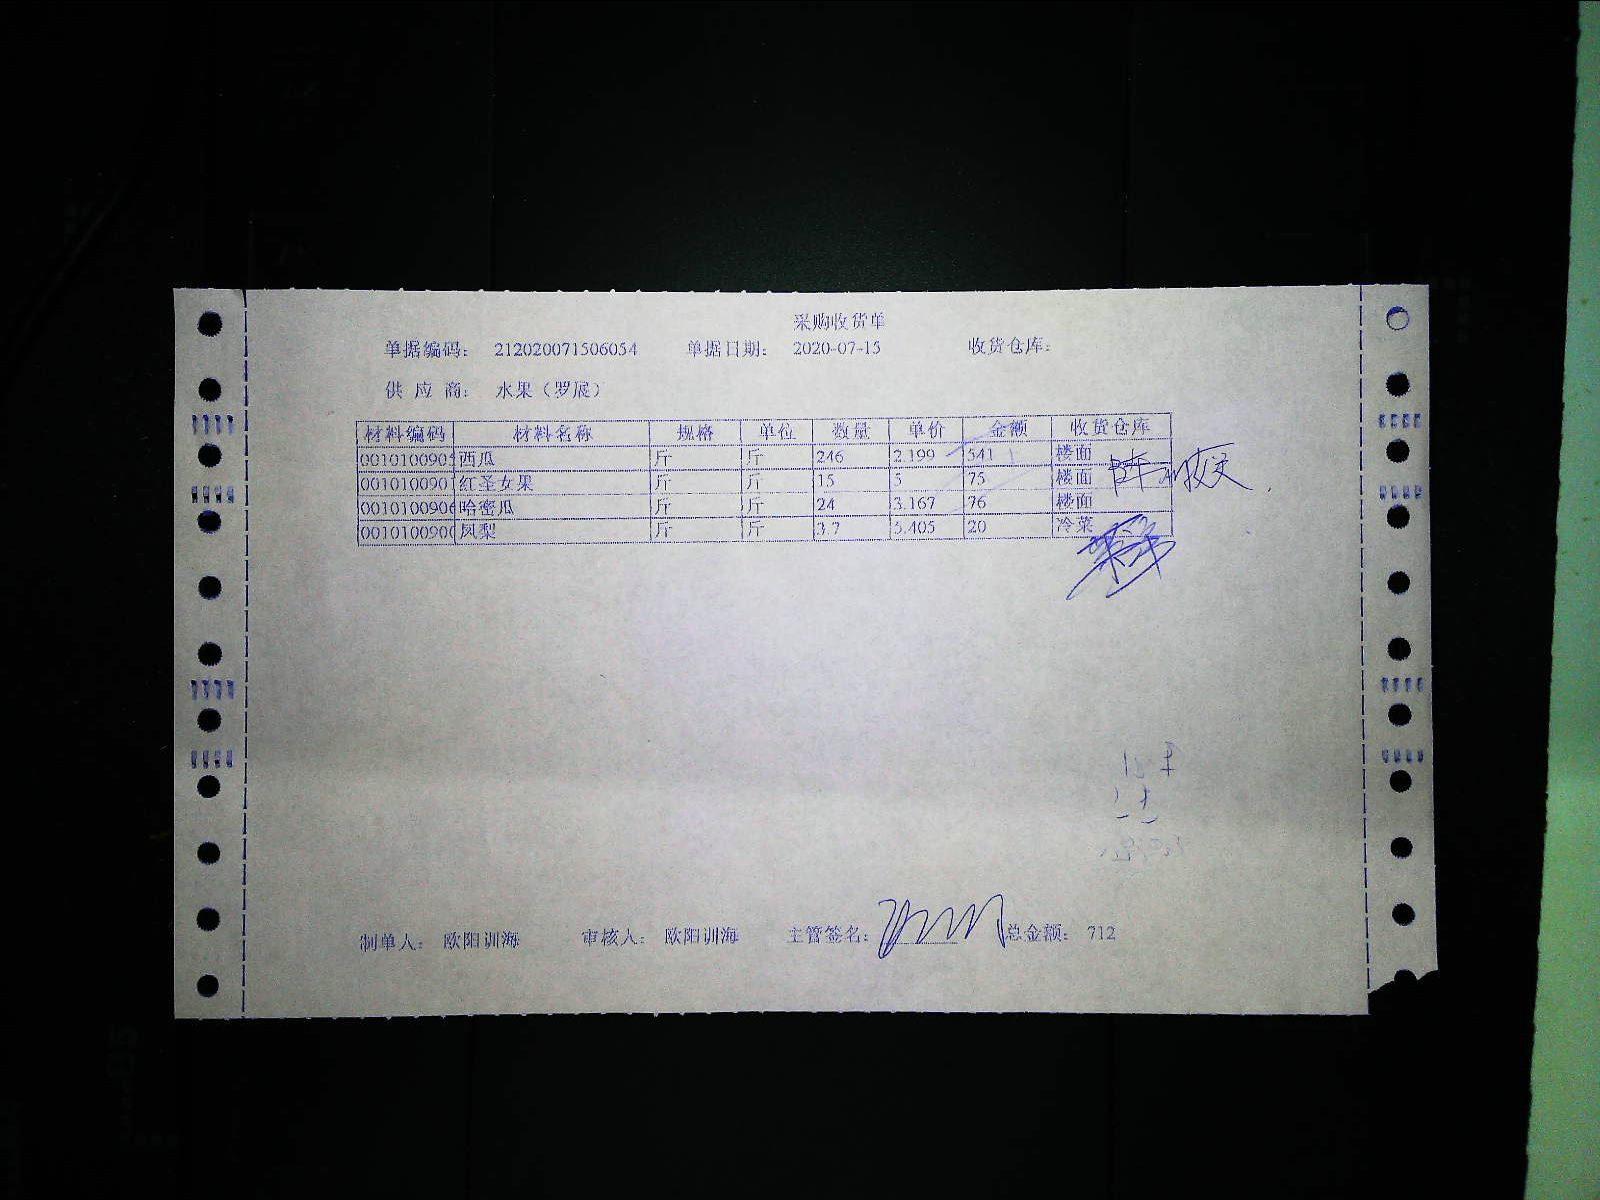 采购收货单
单据编码: 212020071506054 单据日期: 2020-07-15 收货仓库:
供应商: 水果(罗展)
材料编码 材料名称 规格 单位 数量 单价 金额 收货仓库
0010100905 西瓜 斤 斤 246 2.199 541 楼面
0010100901 红圣女果 斤 斤 15 5 75 楼面
0010100906 哈密瓜 斤 斤 24 3.167 76 楼面
0010100900 凤梨 斤 斤 3.7 5.405 20 冷菜
制单人: 欧阳训海 审核人: 欧阳训海 主管签名: 总金额: 712